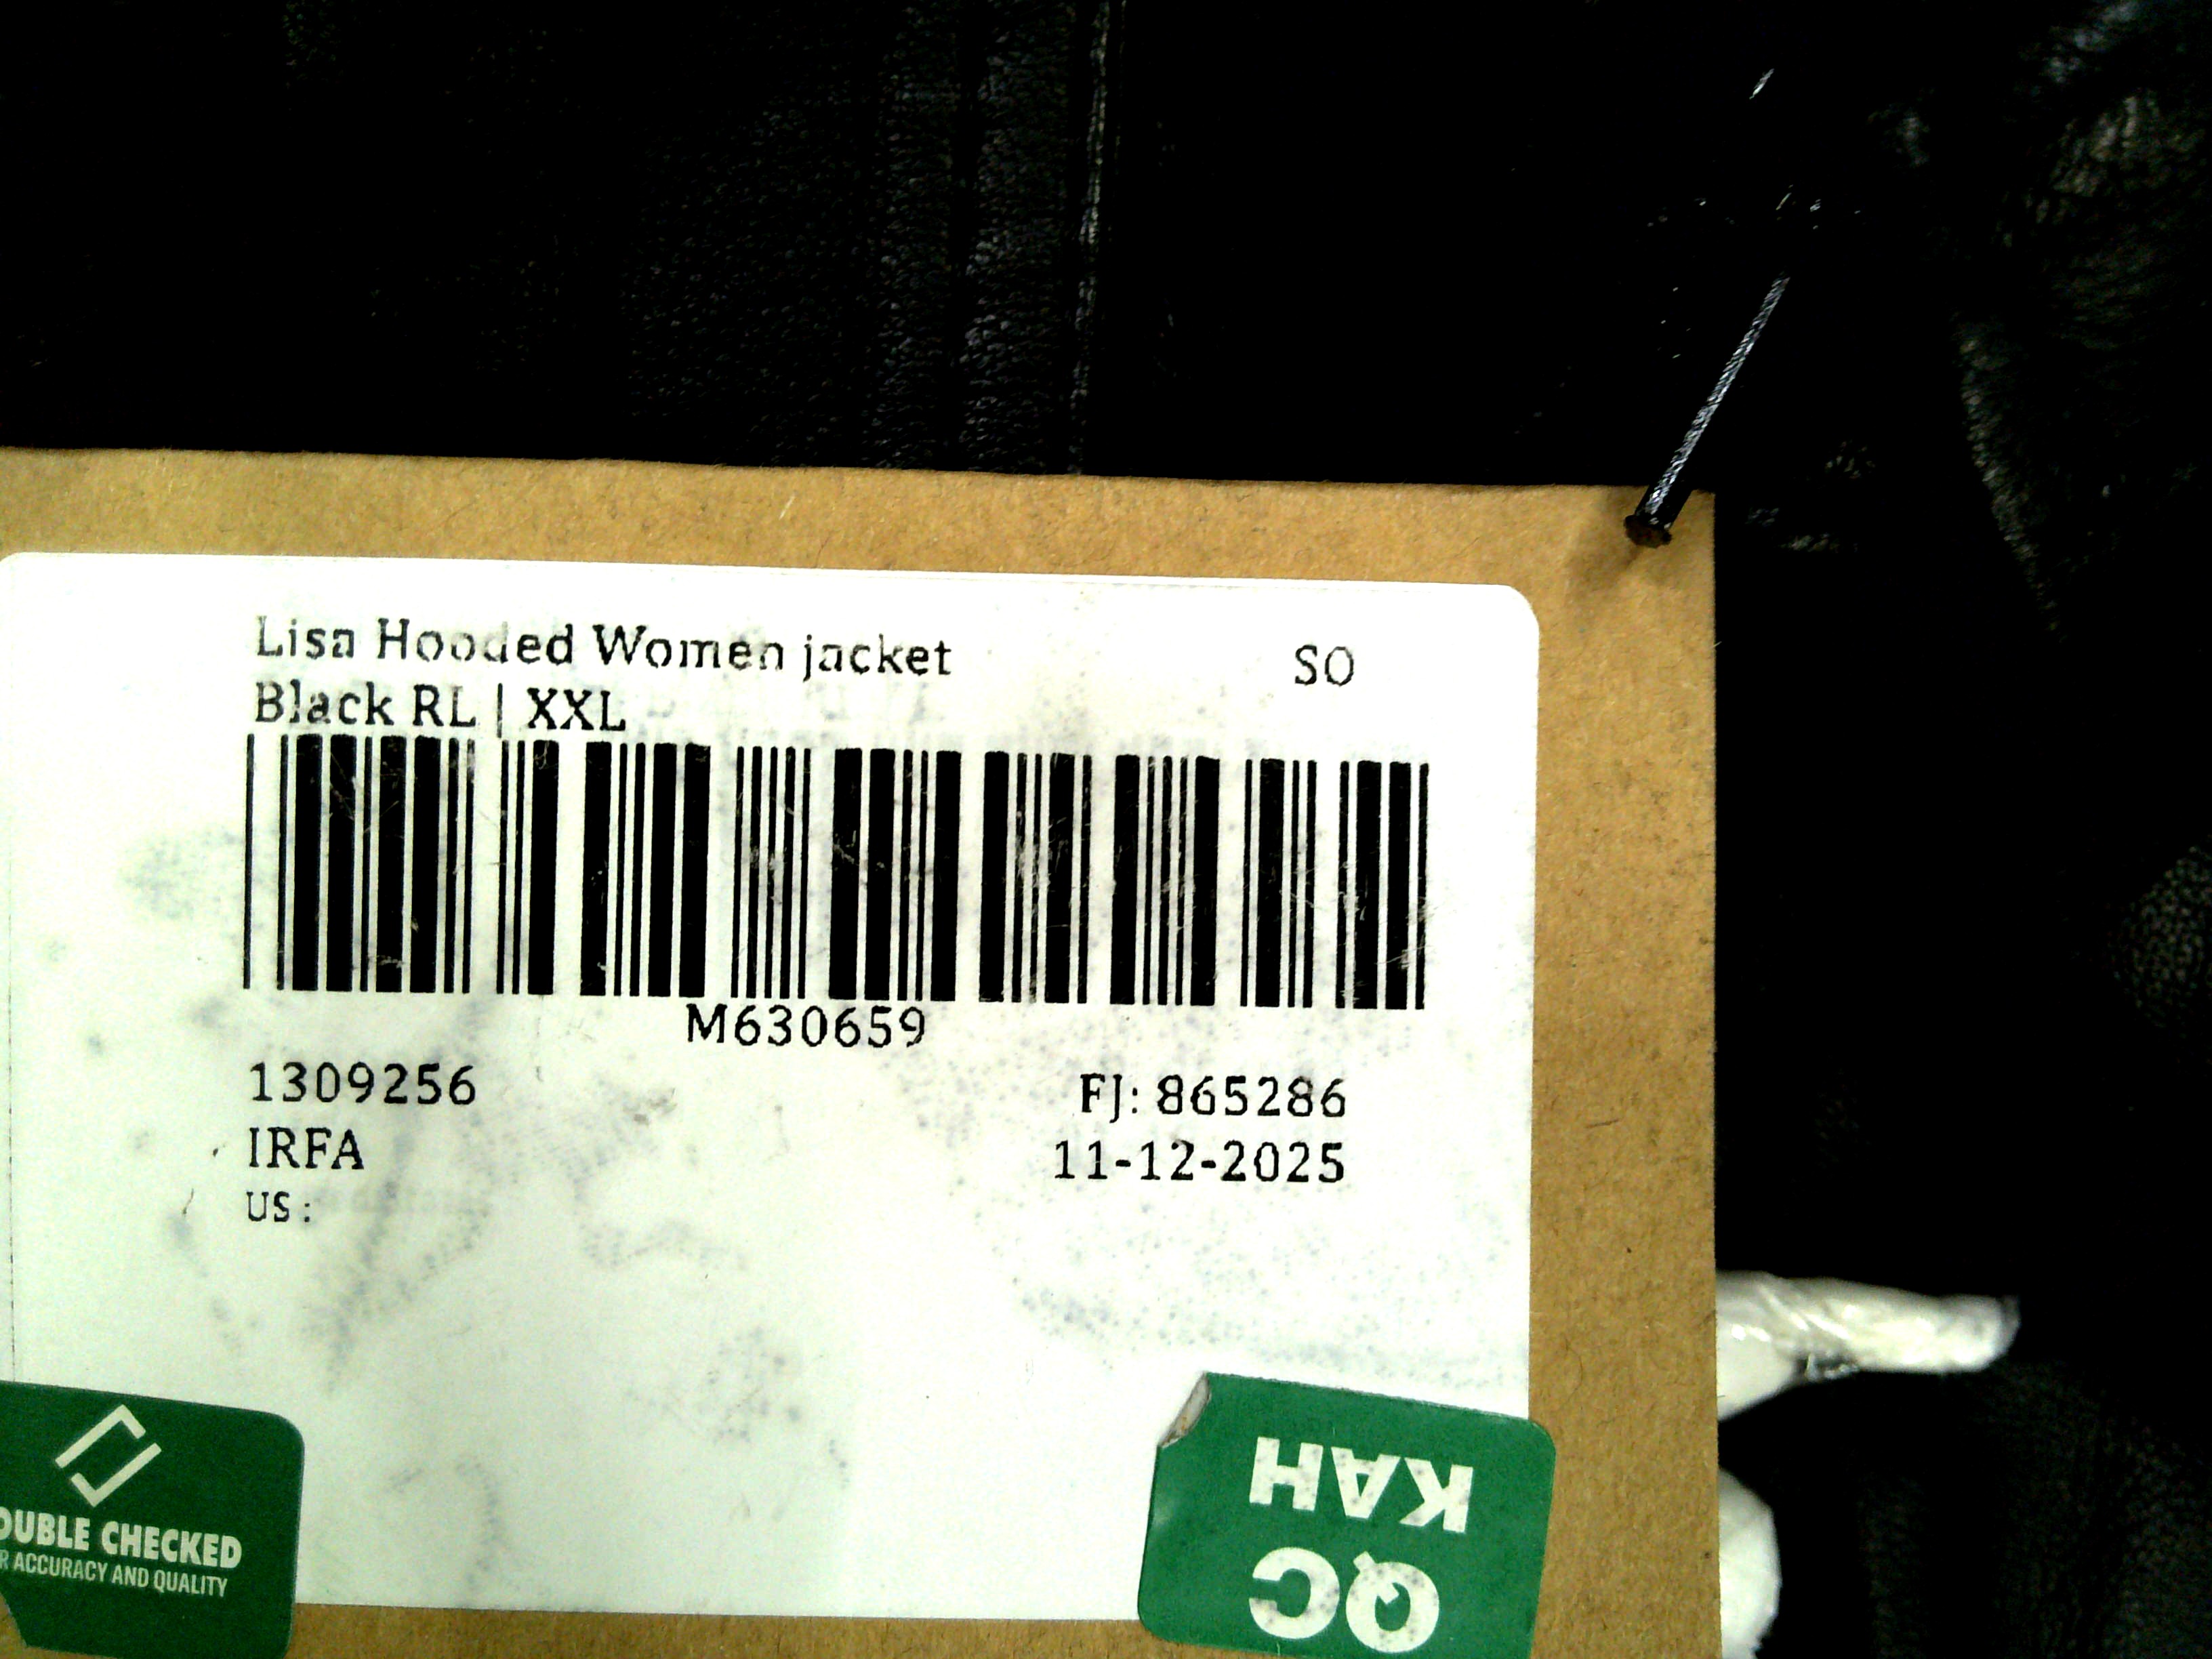 Lisa Hooded Women jacket SO
Black RL | XXL
M630659
1309256 FJ: 865286
IRFA 11-12-2025
US :
OUBLE CHECKED
R ACCURACY AND QUALITY
QC
KAH